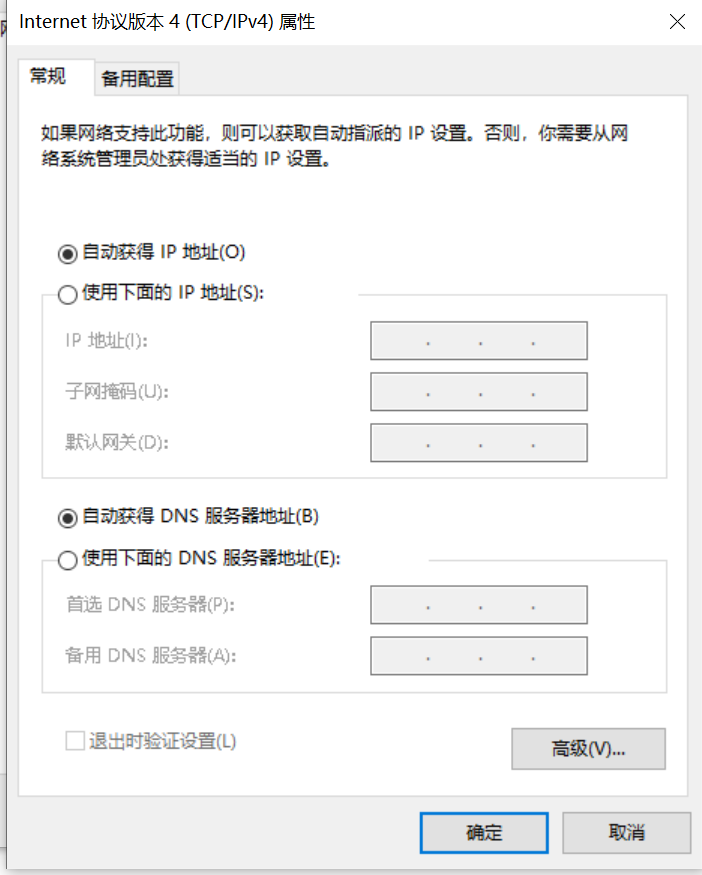 Internet 协议版本 4 (TCP/IPv4) 属性
常规
备用配置
如果网络支持此功能，则可以获取自动指派的 IP 设置。否则，你需要从网
络系统管理员处获得适当的 IP 设置。
自动获得 IP 地址(O)
使用下面的 IP 地址(S):
IP 地址(I):
子网掩码(U):
默认网关(D):
自动获得 DNS 服务器地址(B)
使用下面的 DNS 服务器地址(E):
首选 DNS 服务器(P):
备用 DNS 服务器(A):
退出时验证设置(L)
高级(V)...
确定
取消